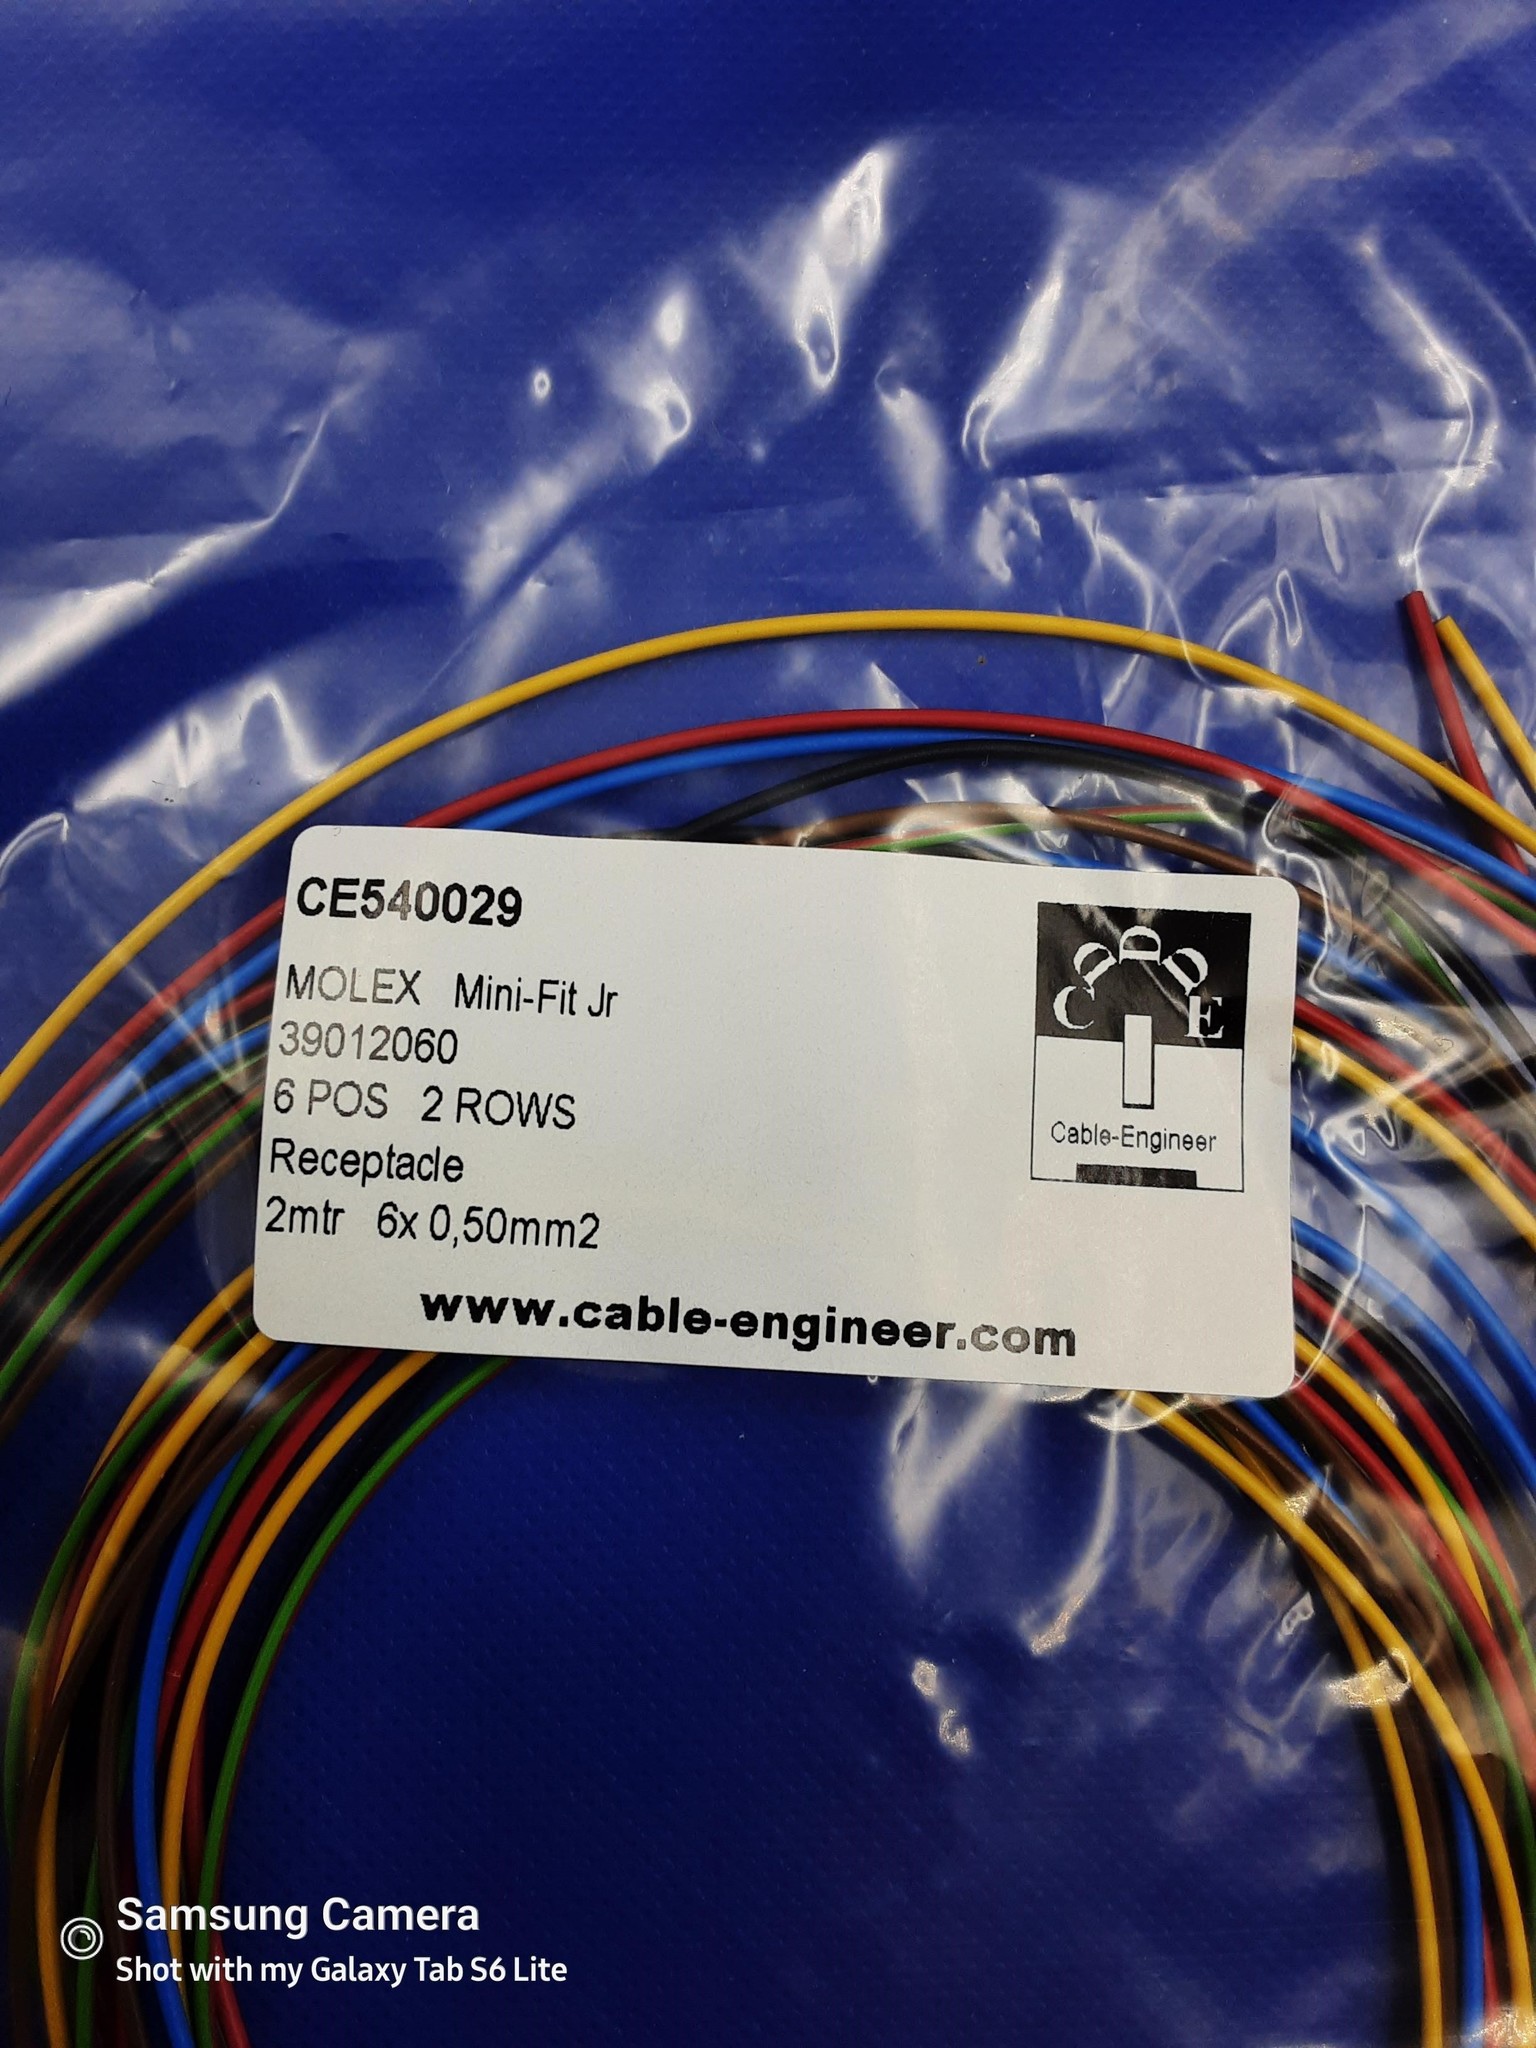 CE540029
MOLEX Mini-Fit Jr
39012060
6 POS 2 ROWS
Receptacle
2mtr 6x 0,50mm2
www.cable-engineer.com
C E
Cable-Engineer
Samsung Camera
Shot with my Galaxy Tab S6 Lite